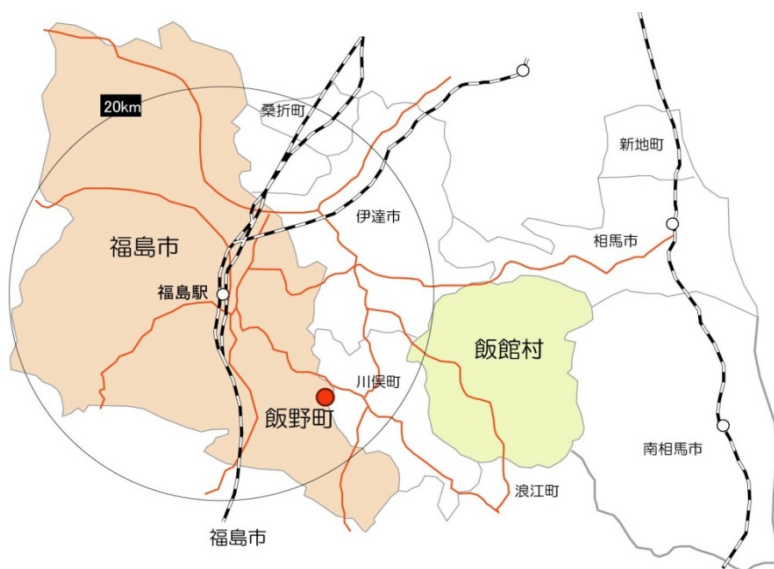 20km
桑折町
新地町
伊達市
相馬市
福島市
福島駅
飯館村
川俣町
飯野町
南相馬市
浪江町
福島市